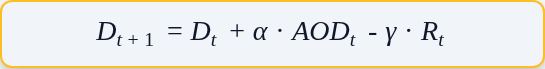 D_{t + 1} = D_t + α · AOD_t - γ · R_t